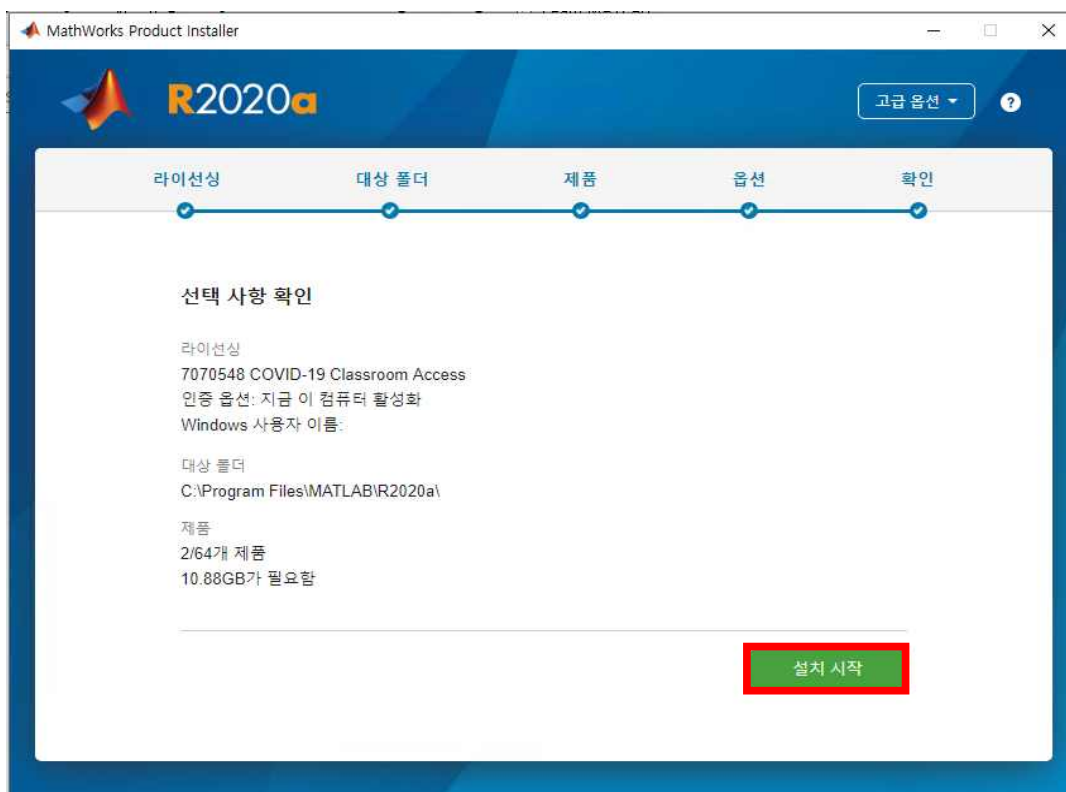 MathWorks Product Installer
R2020a
고급 옵션
?
라이선싱 대상 폴더 제품 옵션 확인
선택 사항 확인
라이선싱
7070548 COVID-19 Classroom Access
인증 옵션: 지금 이 컴퓨터 활성화
Windows 사용자 이름:
대상 폴더
C:\Program Files\MATLAB\R2020a\
제품
2/64개 제품
10.88GB가 필요함
설치 시작